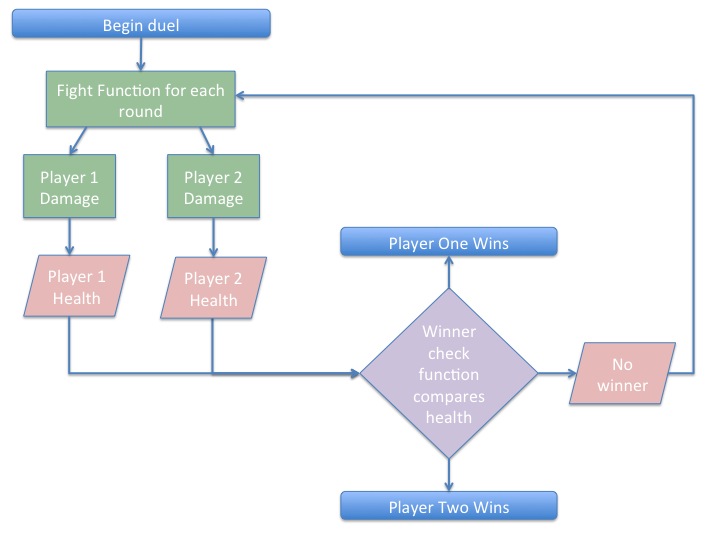 Begin duel
Fight Function for each
round
Player 1
Damage
Player 2
Damage
Player 1
Health
Player 2
Health
Player One Wins
Winner
check
function
compares
health
No
winner
Player Two Wins